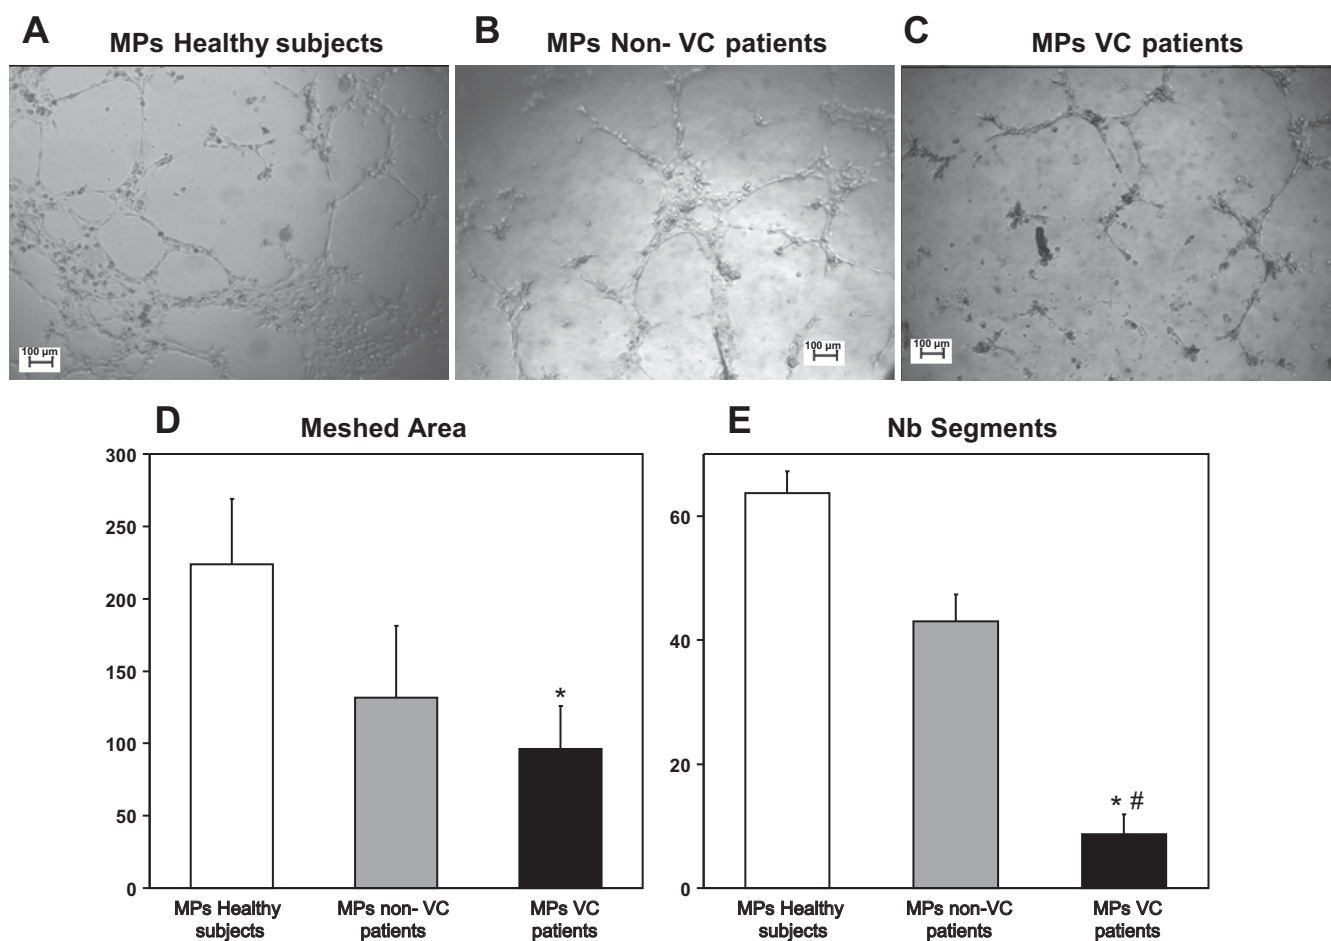 A
MPs Healthy subjects
B
MPs Non- VC patients
C
MPs VC patients
100 µm
100 µm
100 µm
D
Meshed Area
300
250
200
150
100
50
0
*
MPs Healthy
subjects
MPs non- VC
patients
MPs VC
patients
E
Nb Segments
60
40
20
0
* #
MPs Healthy
subjects
MPs non-VC
patients
MPs VC
patients